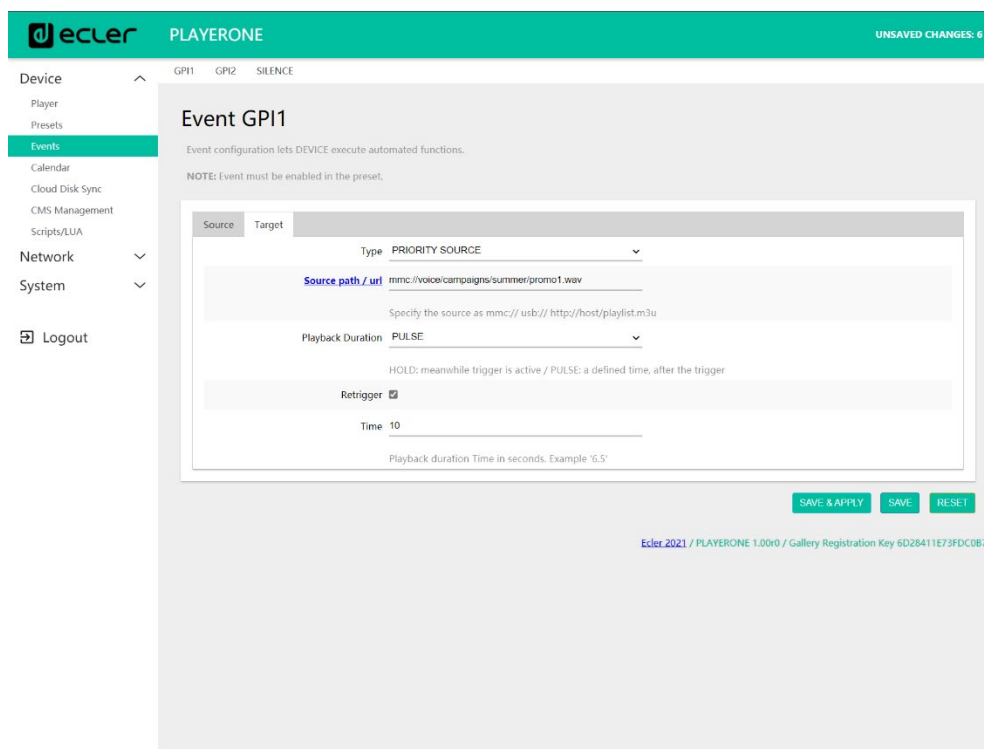 ecler
PLAYERONE
UNSAVED CHANGES: 6
Device
Player
Presets
Events
Calendar
Cloud Disk Sync
CMS Management
Scripts/LUA
Network
System
Logout
GPI1 GPI2 SILENCE
Event GPI1
Event configuration lets DEVICE execute automated functions.
NOTE: Event must be enabled in the preset.
Source Target
Type PRIORITY SOURCE
Source path / url mmc://voice/campaigns/summer/promo1.wav
Specify the source as mmc:// usb:// http://host/playlist.m3u
Playback Duration PULSE
HOLD: meanwhile trigger is active / PULSE: a defined time, after the trigger
Retrigger
Time 10
Playback duration Time in seconds. Example '6.5'
SAVE & APPLY SAVE RESET
Ecler 2021 / PLAYERONE 1.00r0 / Gallery Registration Key 6D28411E73FDC0B7